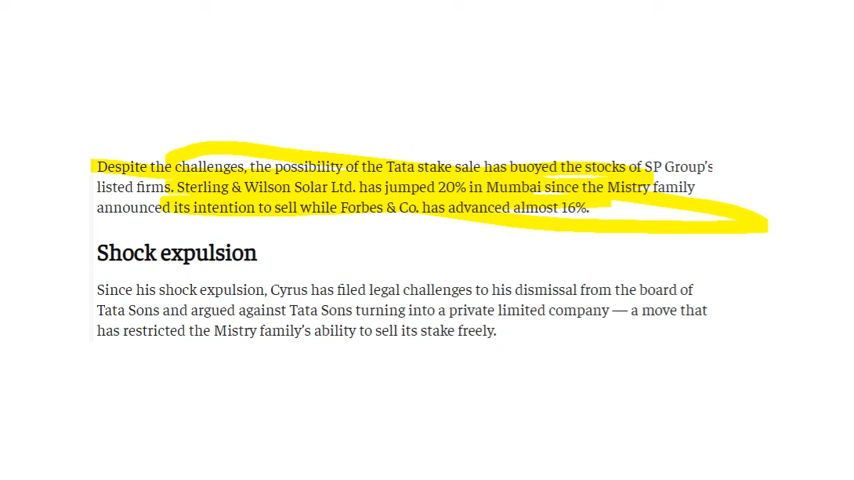 Despite the challenges, the possibility of the Tata stake sale has buoyed the stocks of SP Group's
listed firms. Sterling & Wilson Solar Ltd. has jumped 20% in Mumbai since the Mistry family
announced its intention to sell while Forbes & Co. has advanced almost 16%.
Shock expulsion
Since his shock expulsion, Cyrus has filed legal challenges to his dismissal from the board of
Tata Sons and argued against Tata Sons turning into a private limited company — a move that
has restricted the Mistry family's ability to sell its stake freely.